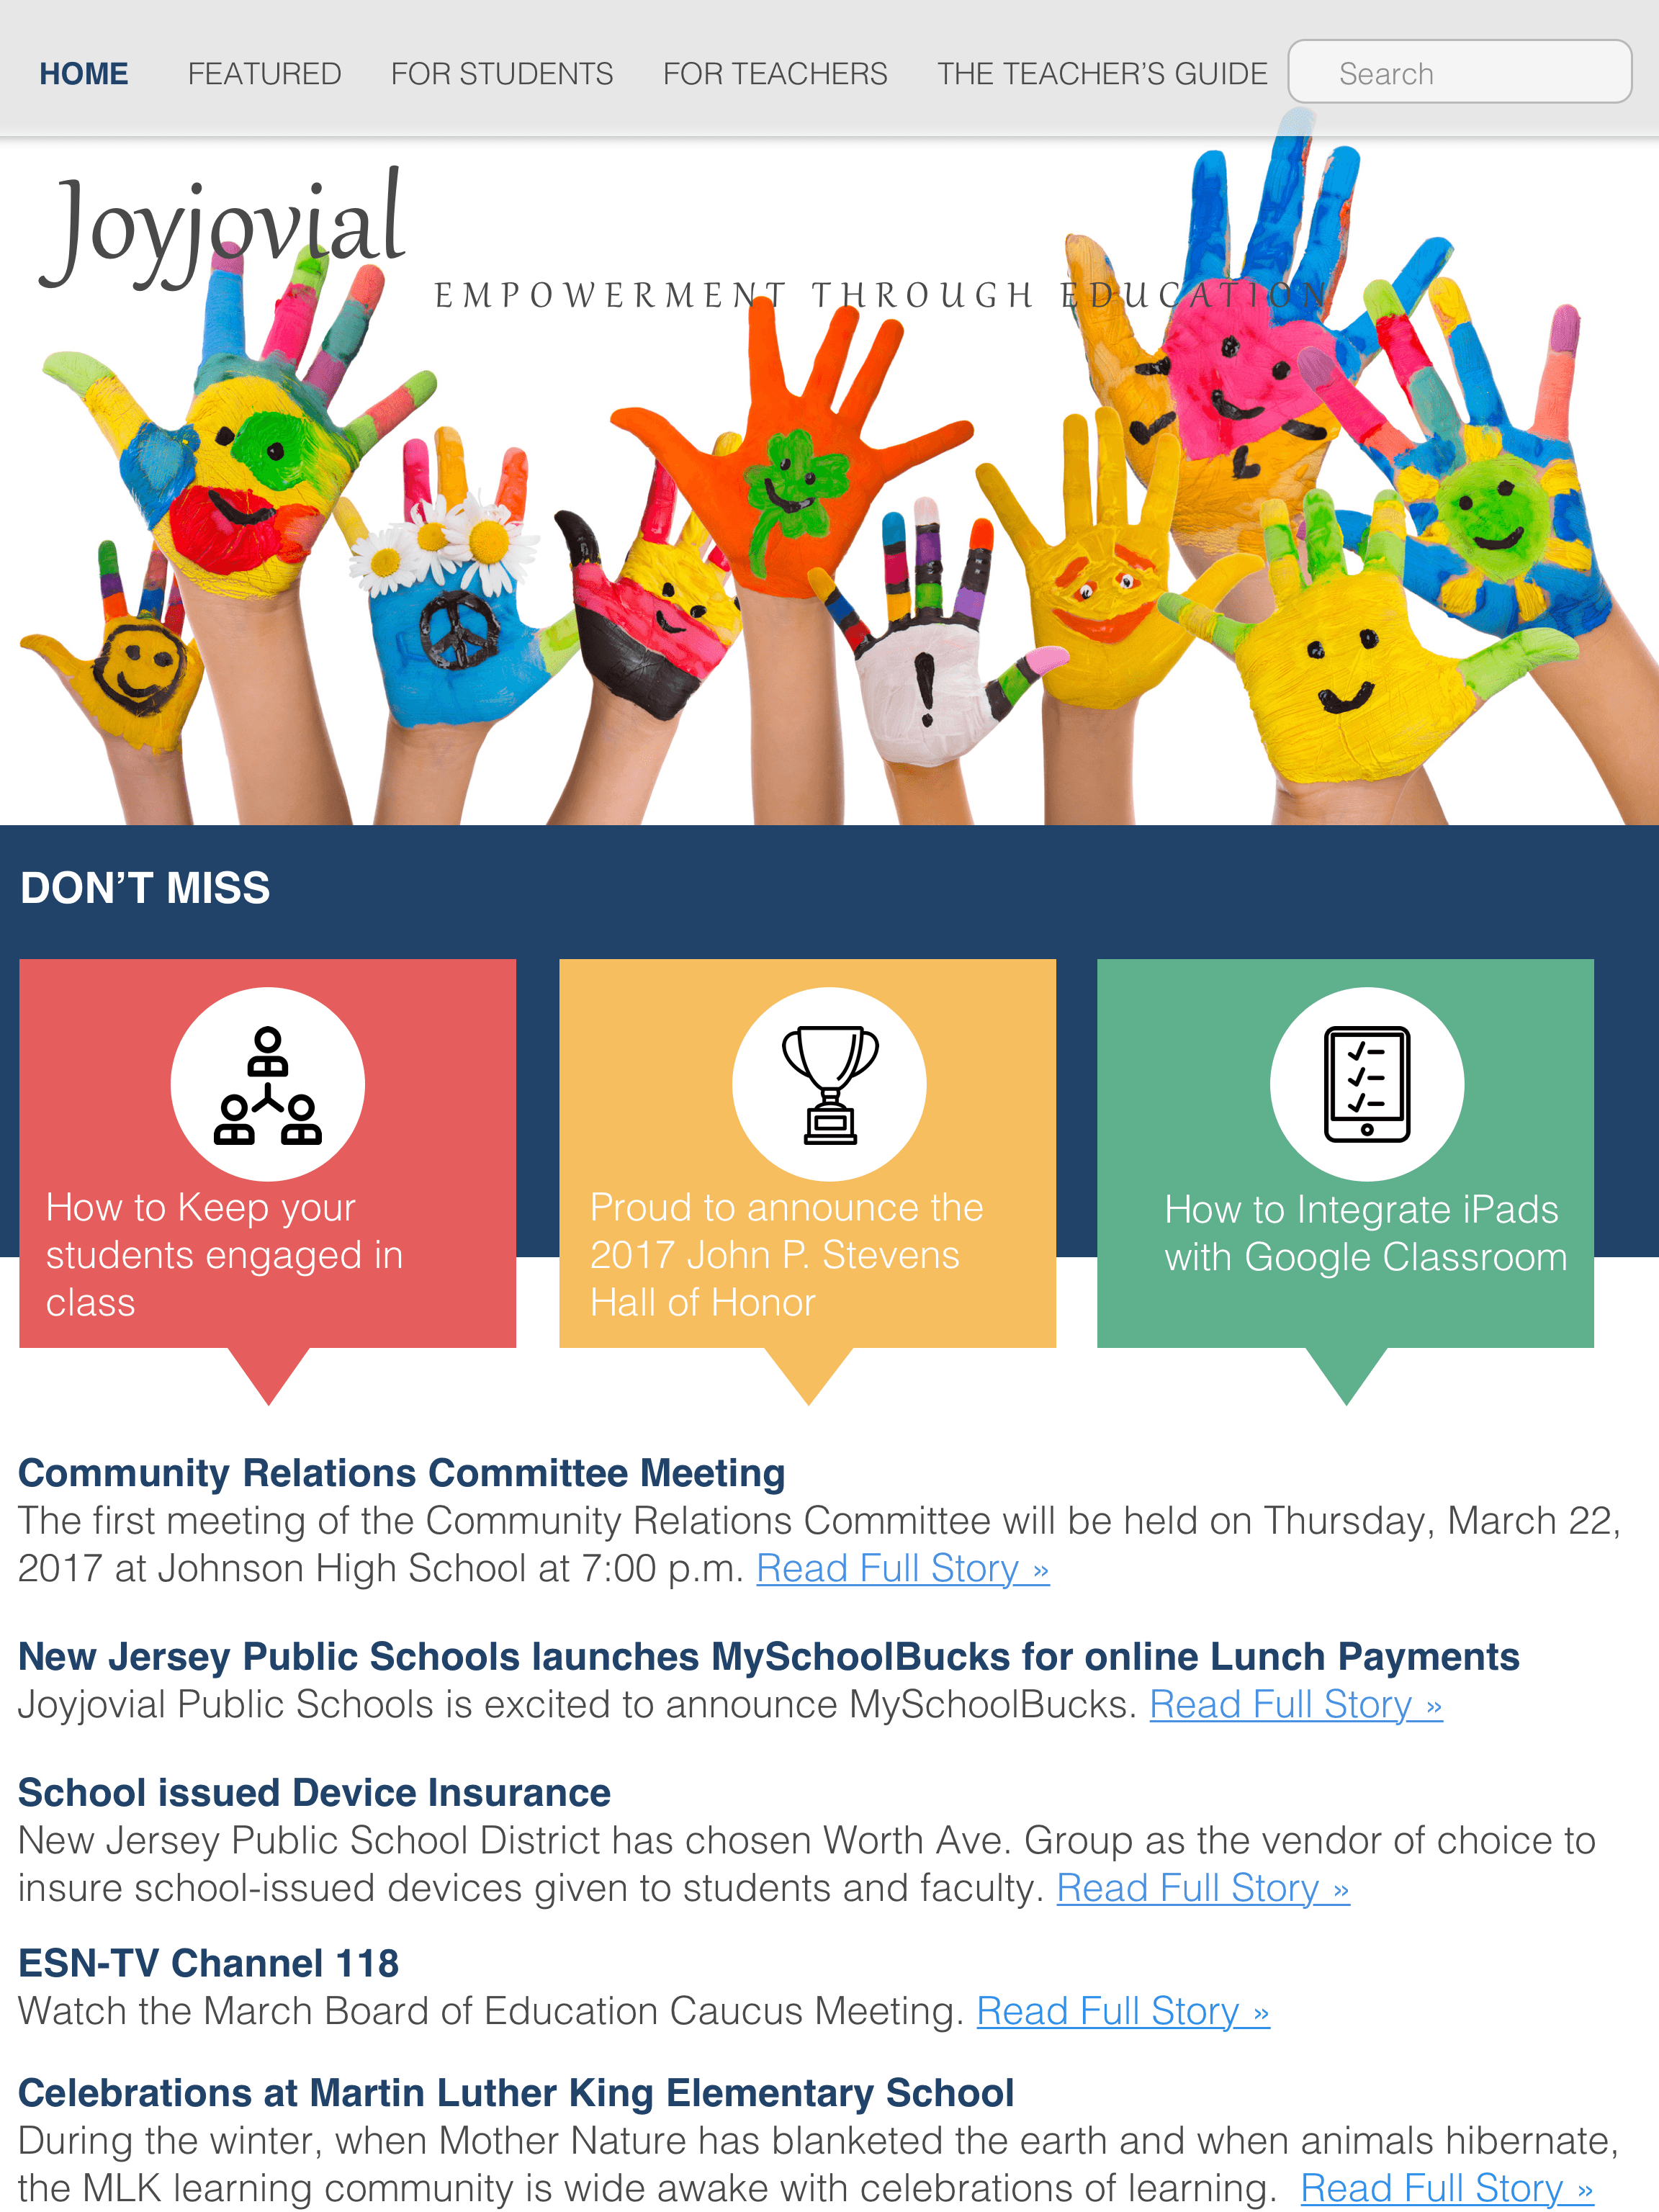 HOME FEATURED FOR STUDENTS FOR TEACHERS THE TEACHER’S GUIDE Search
Joyjovial
EMPOWERMENT THROUGH EDUCATION
!
DON’T MISS
How to Keep your
students engaged in
class
Proud to announce the
2017 John P. Stevens
Hall of Honor
How to Integrate iPads
with Google Classroom
Community Relations Committee Meeting
The first meeting of the Community Relations Committee will be held on Thursday, March 22,
2017 at Johnson High School at 7:00 p.m. Read Full Story »
New Jersey Public Schools launches MySchoolBucks for online Lunch Payments
Joyjovial Public Schools is excited to announce MySchoolBucks. Read Full Story »
School issued Device Insurance
New Jersey Public School District has chosen Worth Ave. Group as the vendor of choice to
insure school-issued devices given to students and faculty. Read Full Story »
ESN-TV Channel 118
Watch the March Board of Education Caucus Meeting. Read Full Story »
Celebrations at Martin Luther King Elementary School
During the winter, when Mother Nature has blanketed the earth and when animals hibernate,
the MLK learning community is wide awake with celebrations of learning. Read Full Story »